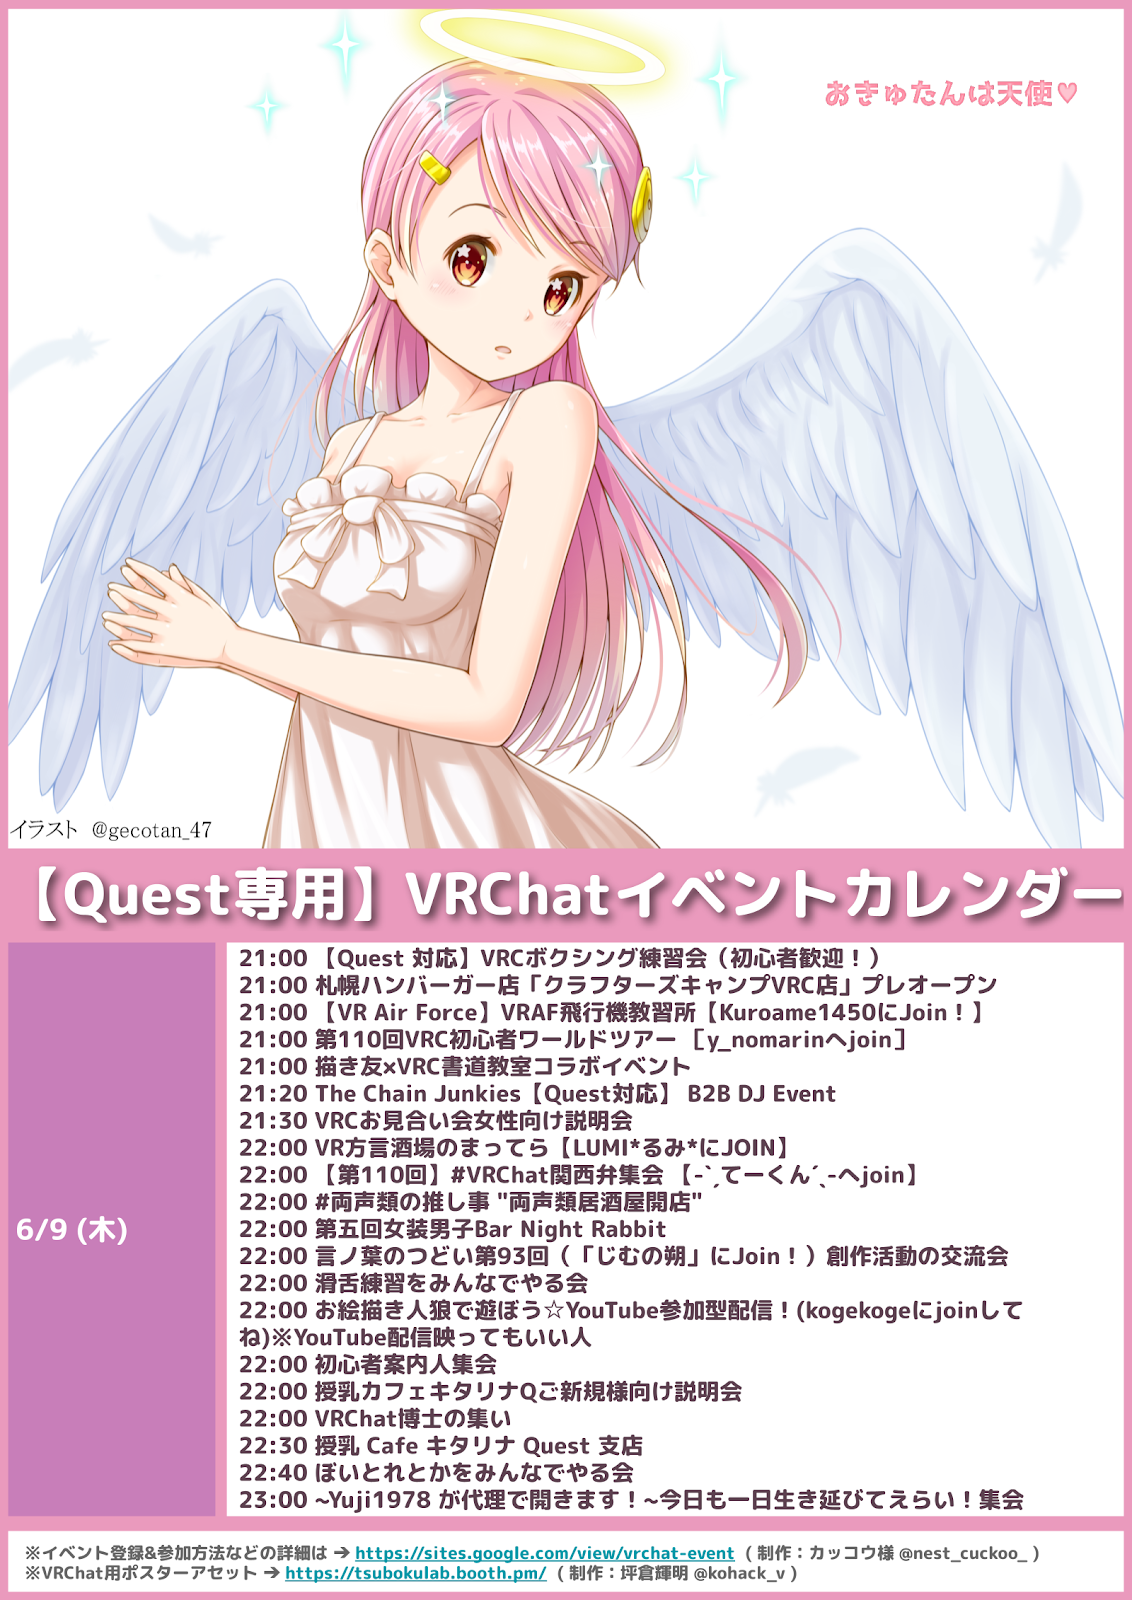 おきゅたんは天使♥
イラスト @gecotan_47
【Quest専用】VRChatイベントカレンダー
6/9 (木)
21:00 【Quest 対応】VRCボクシング練習会（初心者歓迎！）
21:00 札幌ハンバーガー店「クラフターズキャンプVRC店」プレオープン
21:00 【VR Air Force】VRAF飛行機教習所【Kuroame1450にJoin！】
21:00 第110回VRC初心者ワールドツアー ［y_nomarinへjoin］
21:00 描き友×VRC書道教室コラボイベント
21:20 The Chain Junkies【Quest対応】 B2B DJ Event
21:30 VRCお見合い会女性向け説明会
22:00 VR方言酒場のまってら【LUMI*るみ*にJOIN】
22:00 【第110回】#VRChat関西弁集会 【-`ˏてーくんˊˎ-へjoin】
22:00 #両声類の推し事 "両声類居酒屋開店"
22:00 第五回女装男子Bar Night Rabbit
22:00 言ノ葉のつどい第93回（「じむの朔」にJoin！）創作活動の交流会
22:00 滑舌練習をみんなでやる会
22:00 お絵描き人狼で遊ぼう☆YouTube参加型配信！(kogekogeにjoinして
ね)※YouTube配信映ってもいい人
22:00 初心者案内人集会
22:00 授乳カフェキタリナQご新規様向け説明会
22:00 VRChat博士の集い
22:30 授乳 Cafe キタリナ Quest 支店
22:40 ぼいとれとかをみんなでやる会
23:00 ~Yuji1978 が代理で開きます！~今日も一日生き延びてえらい！集会
※イベント登録&参加方法などの詳細は ➔ https://sites.google.com/view/vrchat-event （制作：カッコウ様 @nest_cuckoo_）
※VRChat用ポスターアセット ➔ https://tsubokulab.booth.pm/ （制作：坪倉輝明 @kohack_v）